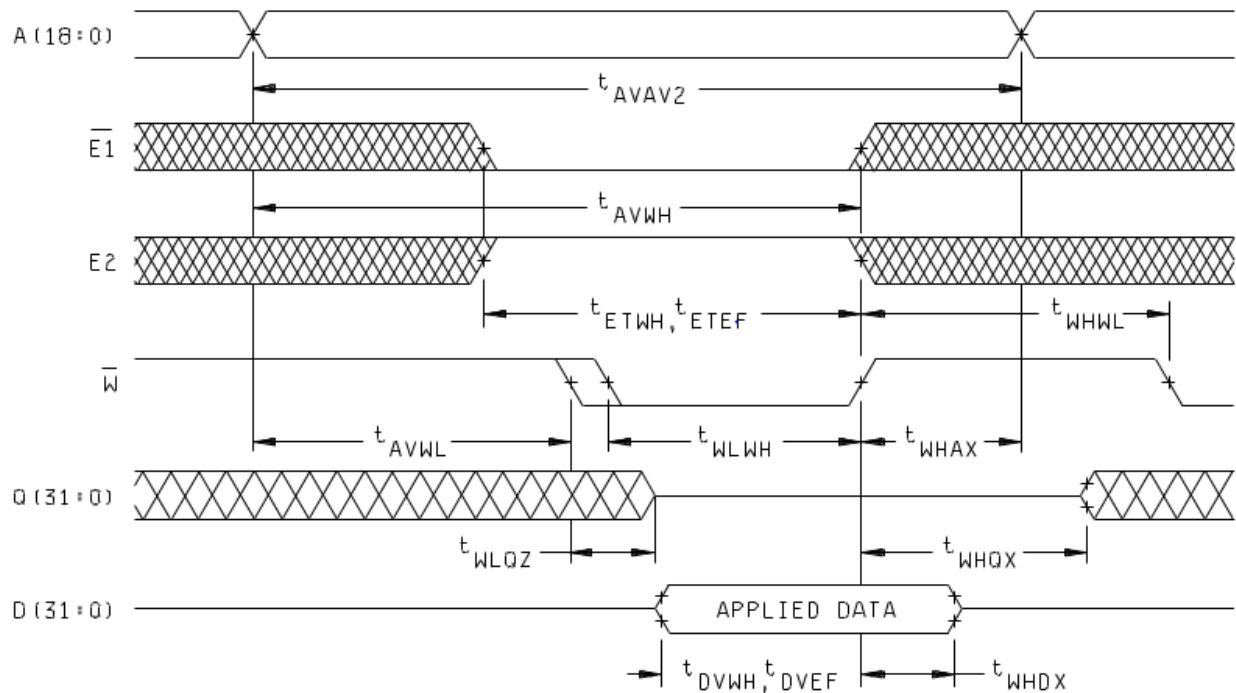 A(18:0)
tAVAV2
E1
tAVWH
E2
tETWH,tETEF
tWHWL
W
tAVWL
tWLWH
tWHAX
Q(31:0)
tWLQZ
tWHQX
D(31:0)
APPLIED DATA
tDVWH,tDVEF
tWHDX